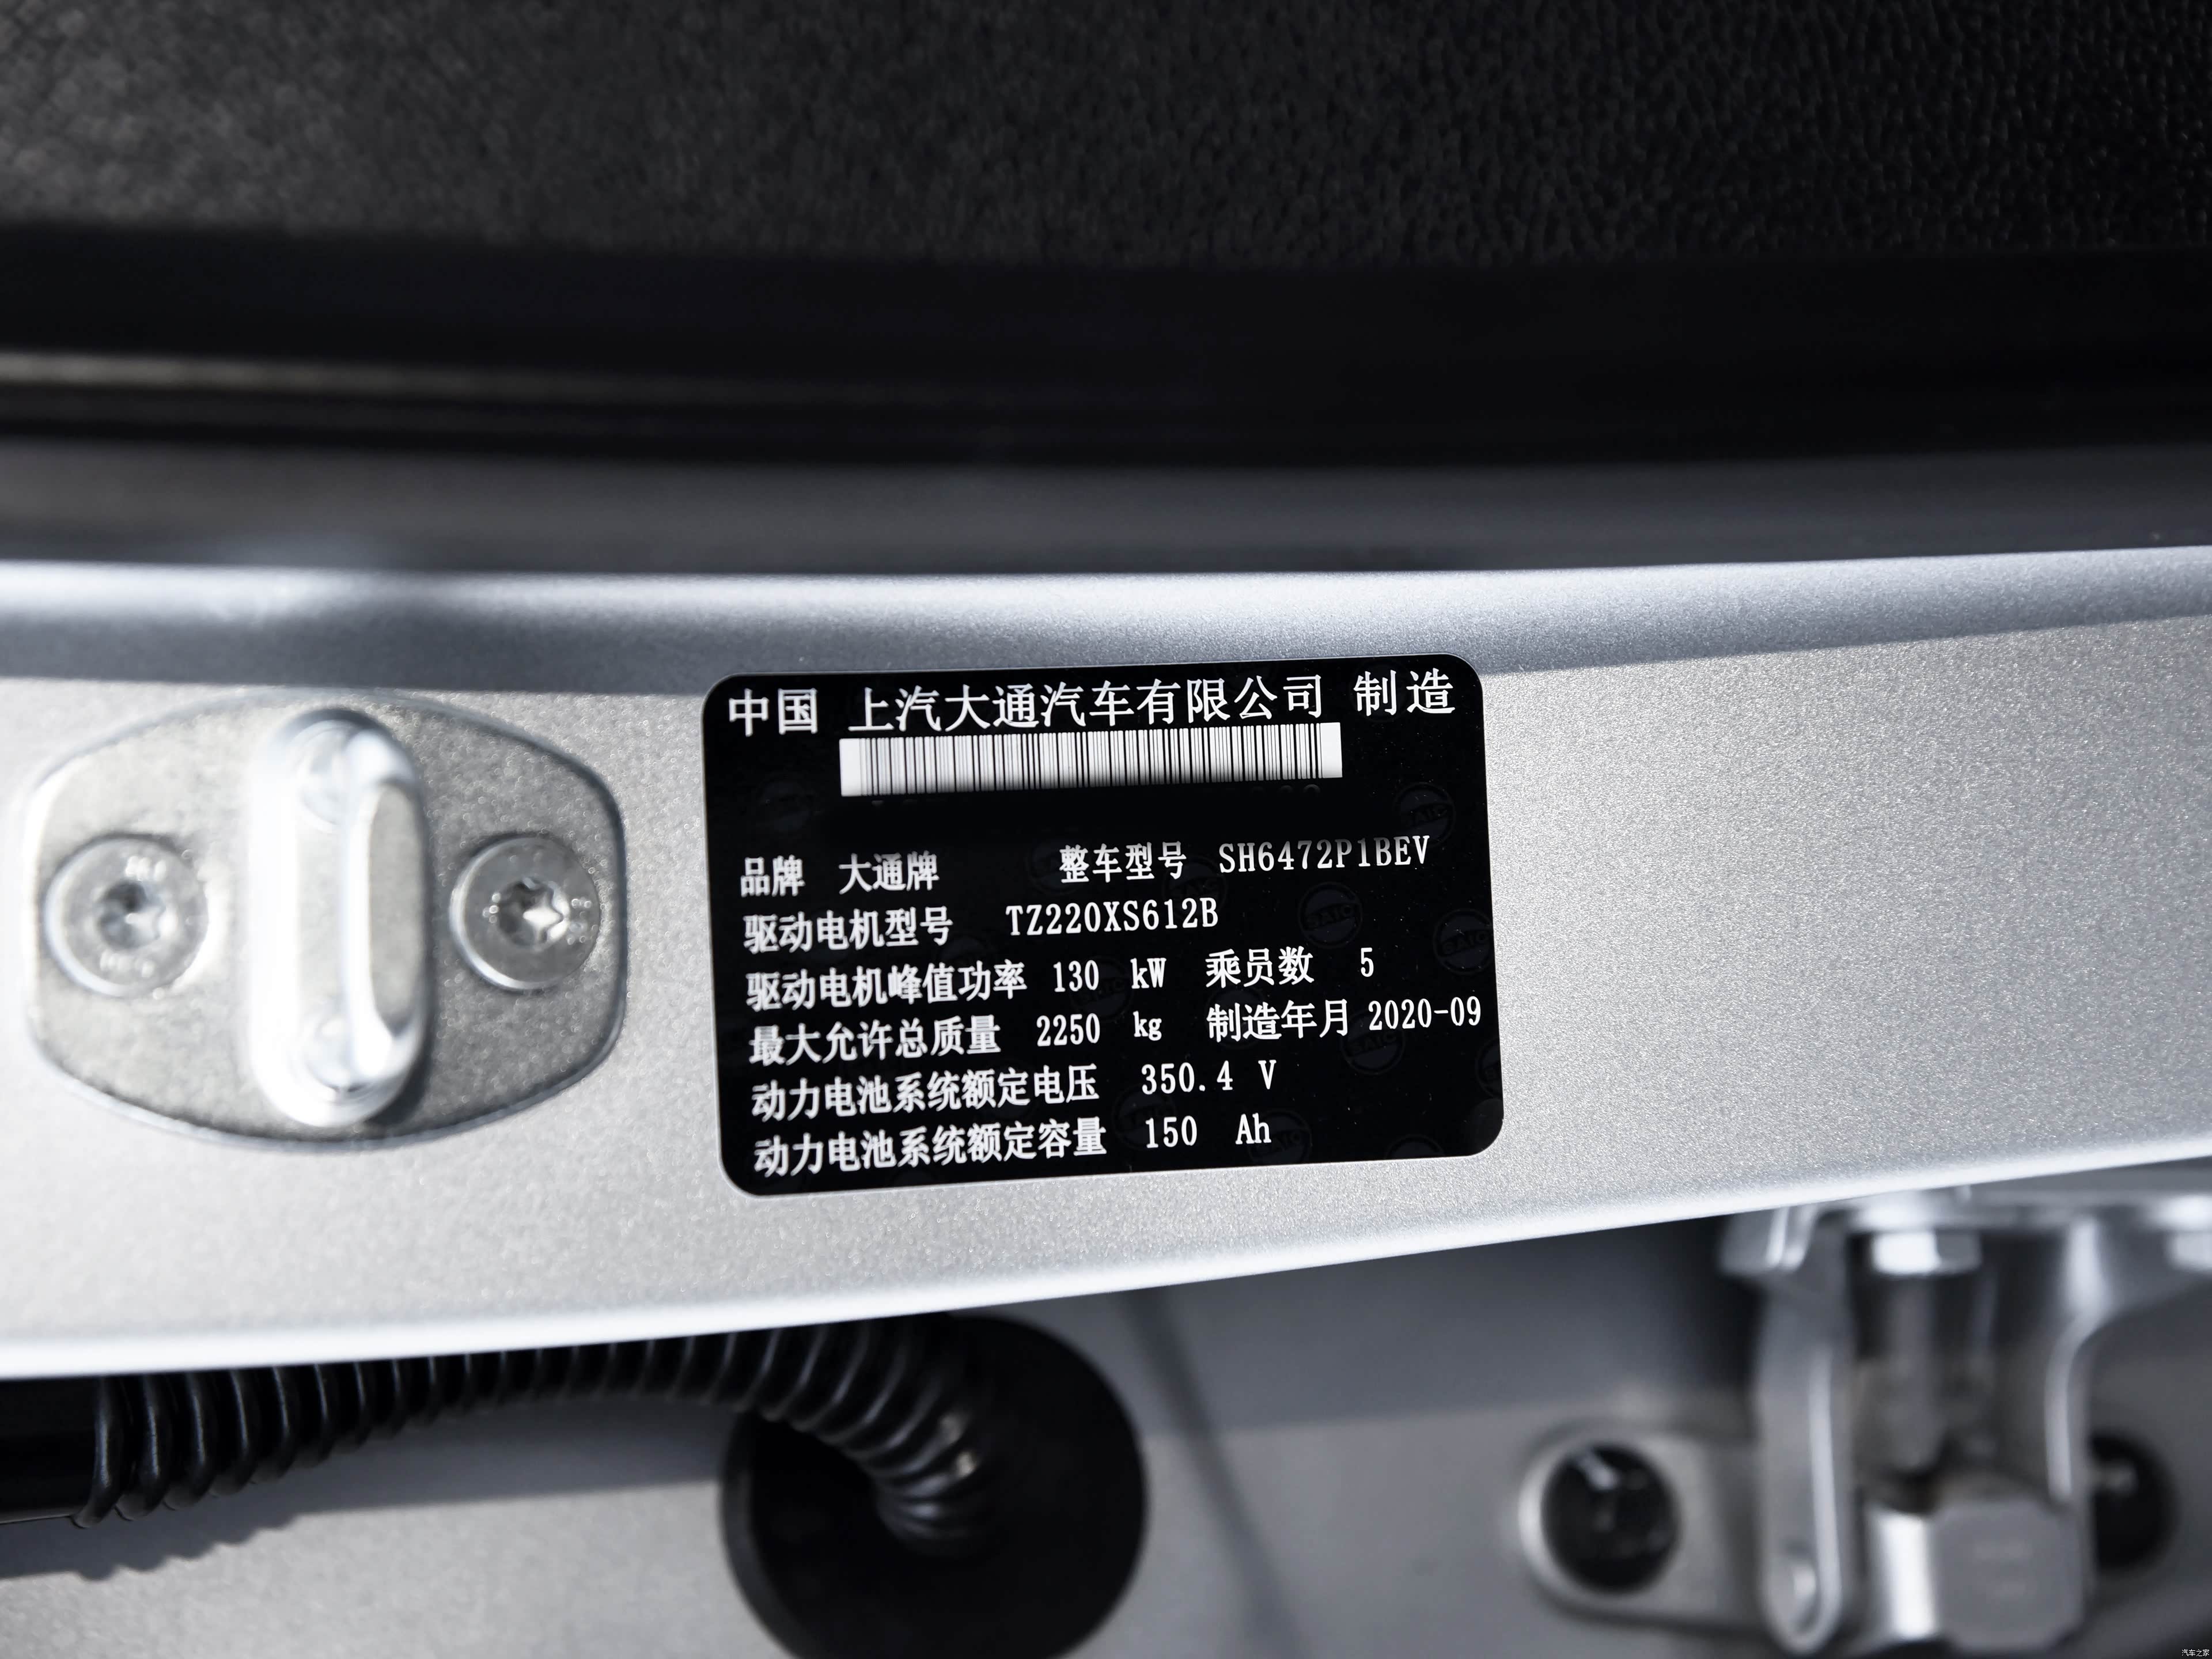 中国 上汽大通汽车有限公司 制造
品牌 大通牌 整车型号 SH6472P1BEV
驱动电机型号 TZ220XS612B
驱动电机峰值功率 130 kW 乘员数 5
最大允许总质量 2250 kg 制造年月 2020-09
动力电池系统额定电压 350.4 V
动力电池系统额定容量 150 Ah
汽车之家